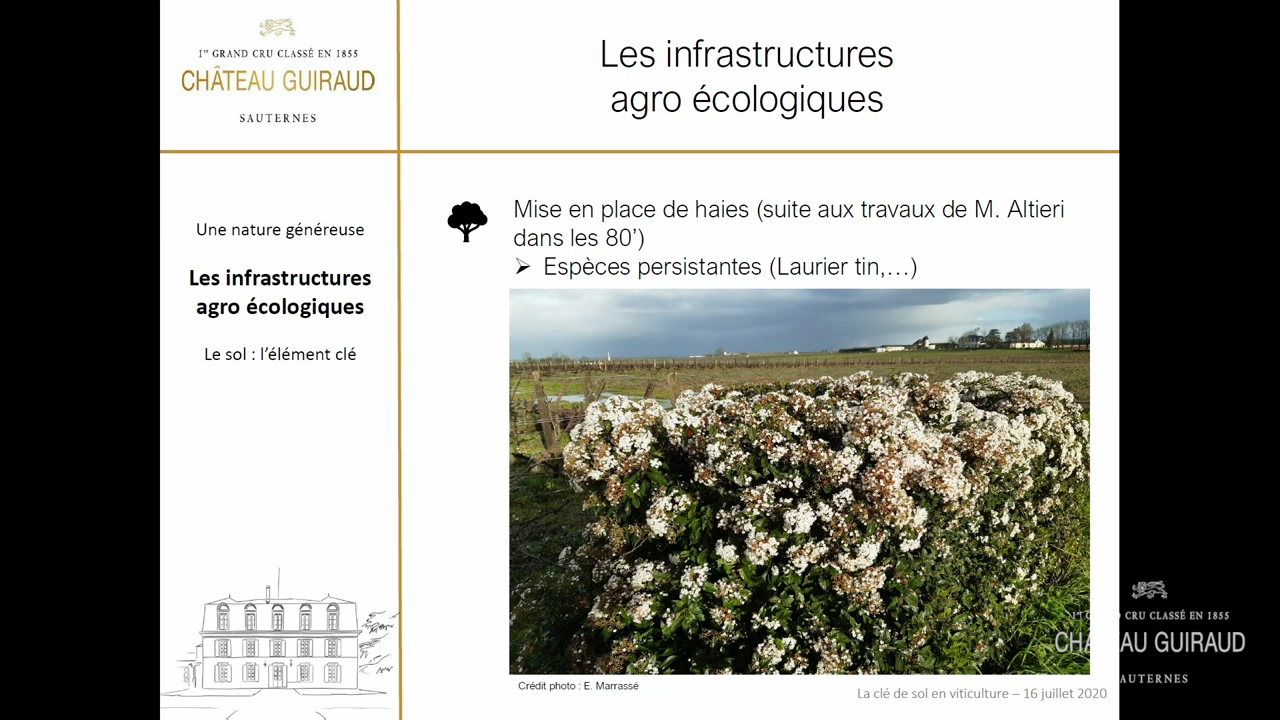 1er GRAND CRU CLASSÉ EN 1855
CHÂTEAU GUIRAUD
SAUTERNES
Les infrastructures
agro écologiques
Une nature généreuse
Les infrastructures
agro écologiques
Le sol : l'élément clé
Mise en place de haies (suite aux travaux de M. Altieri
dans les 80')
➢ Espèces persistantes (Laurier tin,…)
Crédit photo : E. Marrassé
La clé de sol en viticulture – 16 juillet 2020
CRU CLASSÉ EN 1855
CHÂTEAU GUIRAUD
SAUTERNES